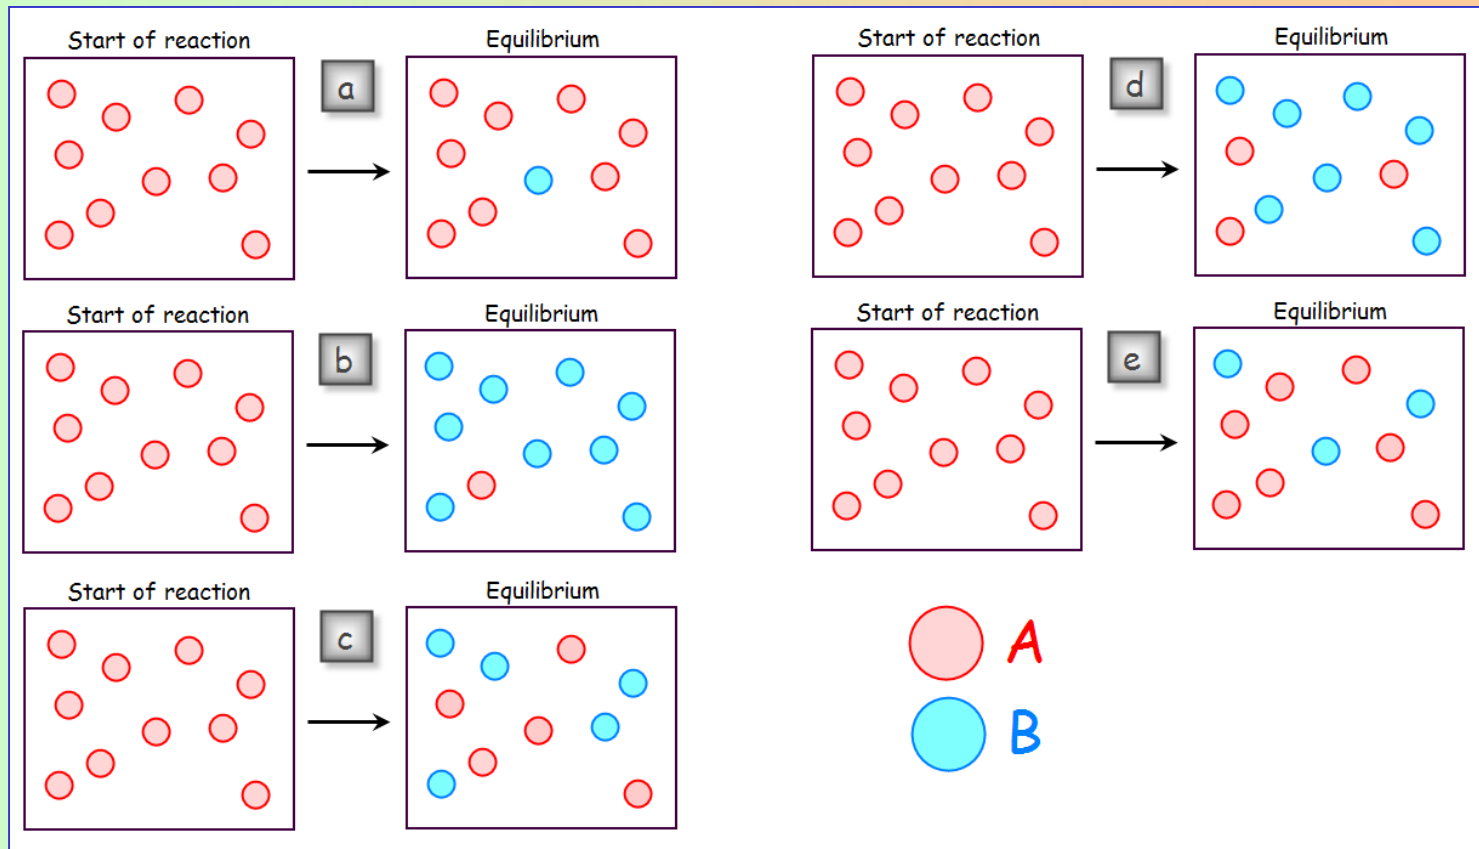 Start of reaction
a
Equilibrium
Start of reaction
d
Equilibrium
Start of reaction
b
Equilibrium
Start of reaction
e
Equilibrium
Start of reaction
c
Equilibrium
A
B